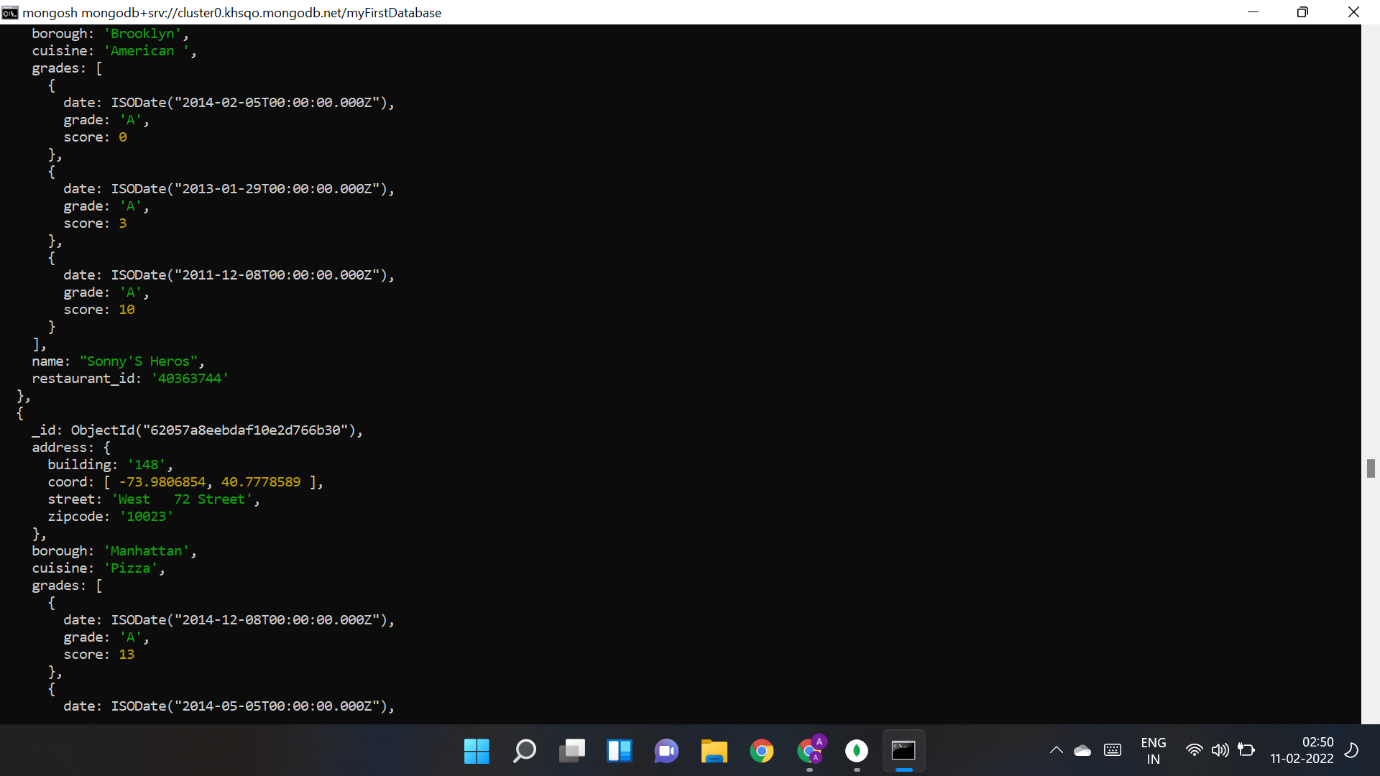 mongosh mongodb+srv://cluster0.khsqo.mongodb.net/myFirstDatabase
borough: 'Brooklyn',
cuisine: 'American ',
grades: [
{
date: ISODate("2014-02-05T00:00:00.000Z"),
grade: 'A',
score: 0
},
{
date: ISODate("2013-01-29T00:00:00.000Z"),
grade: 'A',
score: 3
},
{
date: ISODate("2011-12-08T00:00:00.000Z"),
grade: 'A',
score: 10
}
],
name: "Sonny'S Heros",
restaurant_id: '40363744'
},
{
_id: ObjectId("62057a8eebdaf10e2d766b30"),
address: {
building: '148',
coord: [ -73.9806854, 40.7778589 ],
street: 'West   72 Street',
zipcode: '10023'
},
borough: 'Manhattan',
cuisine: 'Pizza',
grades: [
{
date: ISODate("2014-12-08T00:00:00.000Z"),
grade: 'A',
score: 13
},
{
date: ISODate("2014-05-05T00:00:00.000Z"),
A
A
ENG
IN
02:50
11-02-2022